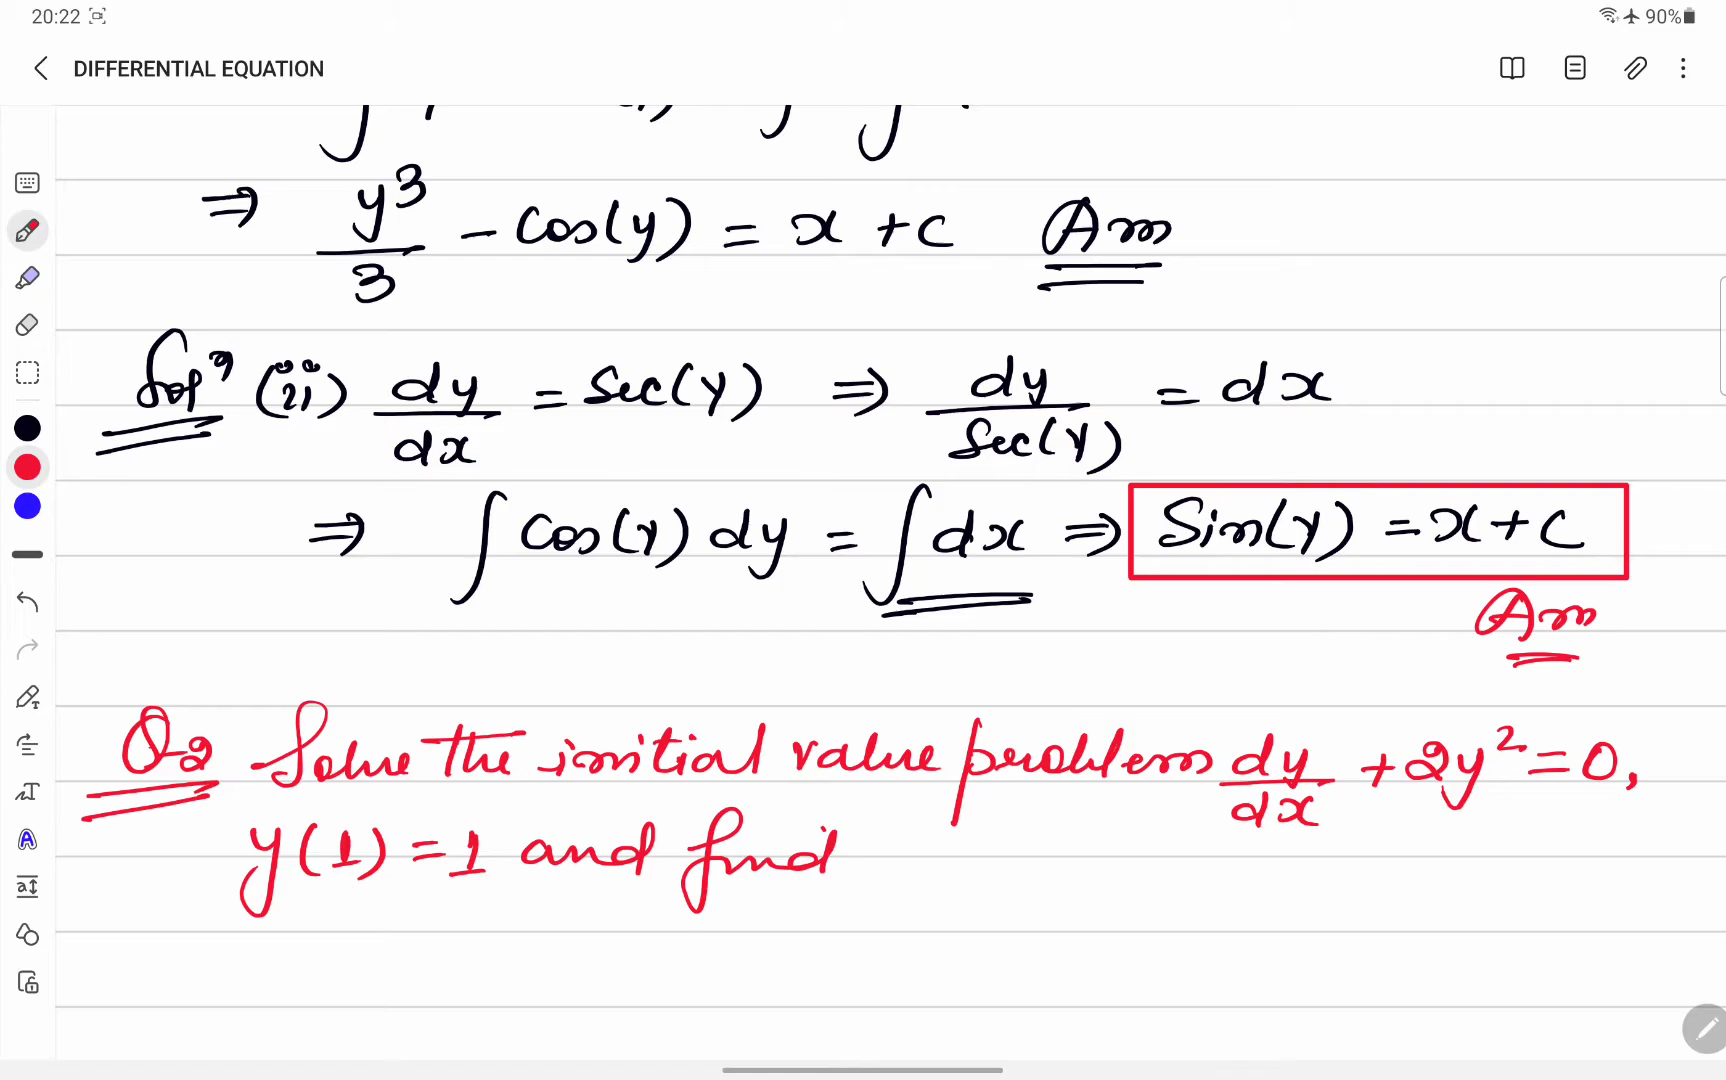 20:22
90%
DIFFERENTIAL EQUATION
⇒ y³/3 - Cos(y) = x + c Ans
Solⁿ (ii) dy/dx = Sec(y) ⇒ dy/Sec(y) = dx
⇒ ∫ Cos(y) dy = ∫ dx ⇒ Sin(y) = x + c
Ans
Q2 Solve the initial value problem dy/dx + 2y² = 0,
y(1) = 1 and find